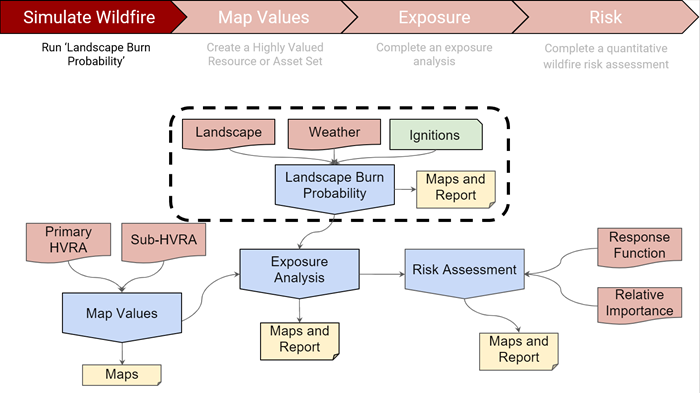 Simulate Wildfire
Map Values
Exposure
Risk
Run ‘Landscape Burn
Probability’
Create a Highly Valued
Resource or Asset Set
Complete an exposure
analysis
Complete a quantitative
wildfire risk assessment
Landscape
Weather
Ignitions
Landscape Burn
Probability
Maps and
Report
Primary
HVRA
Sub-HVRA
Exposure
Analysis
Risk Assessment
Response
Function
Map Values
Relative
Importance
Maps and
Report
Maps and
Report
Maps